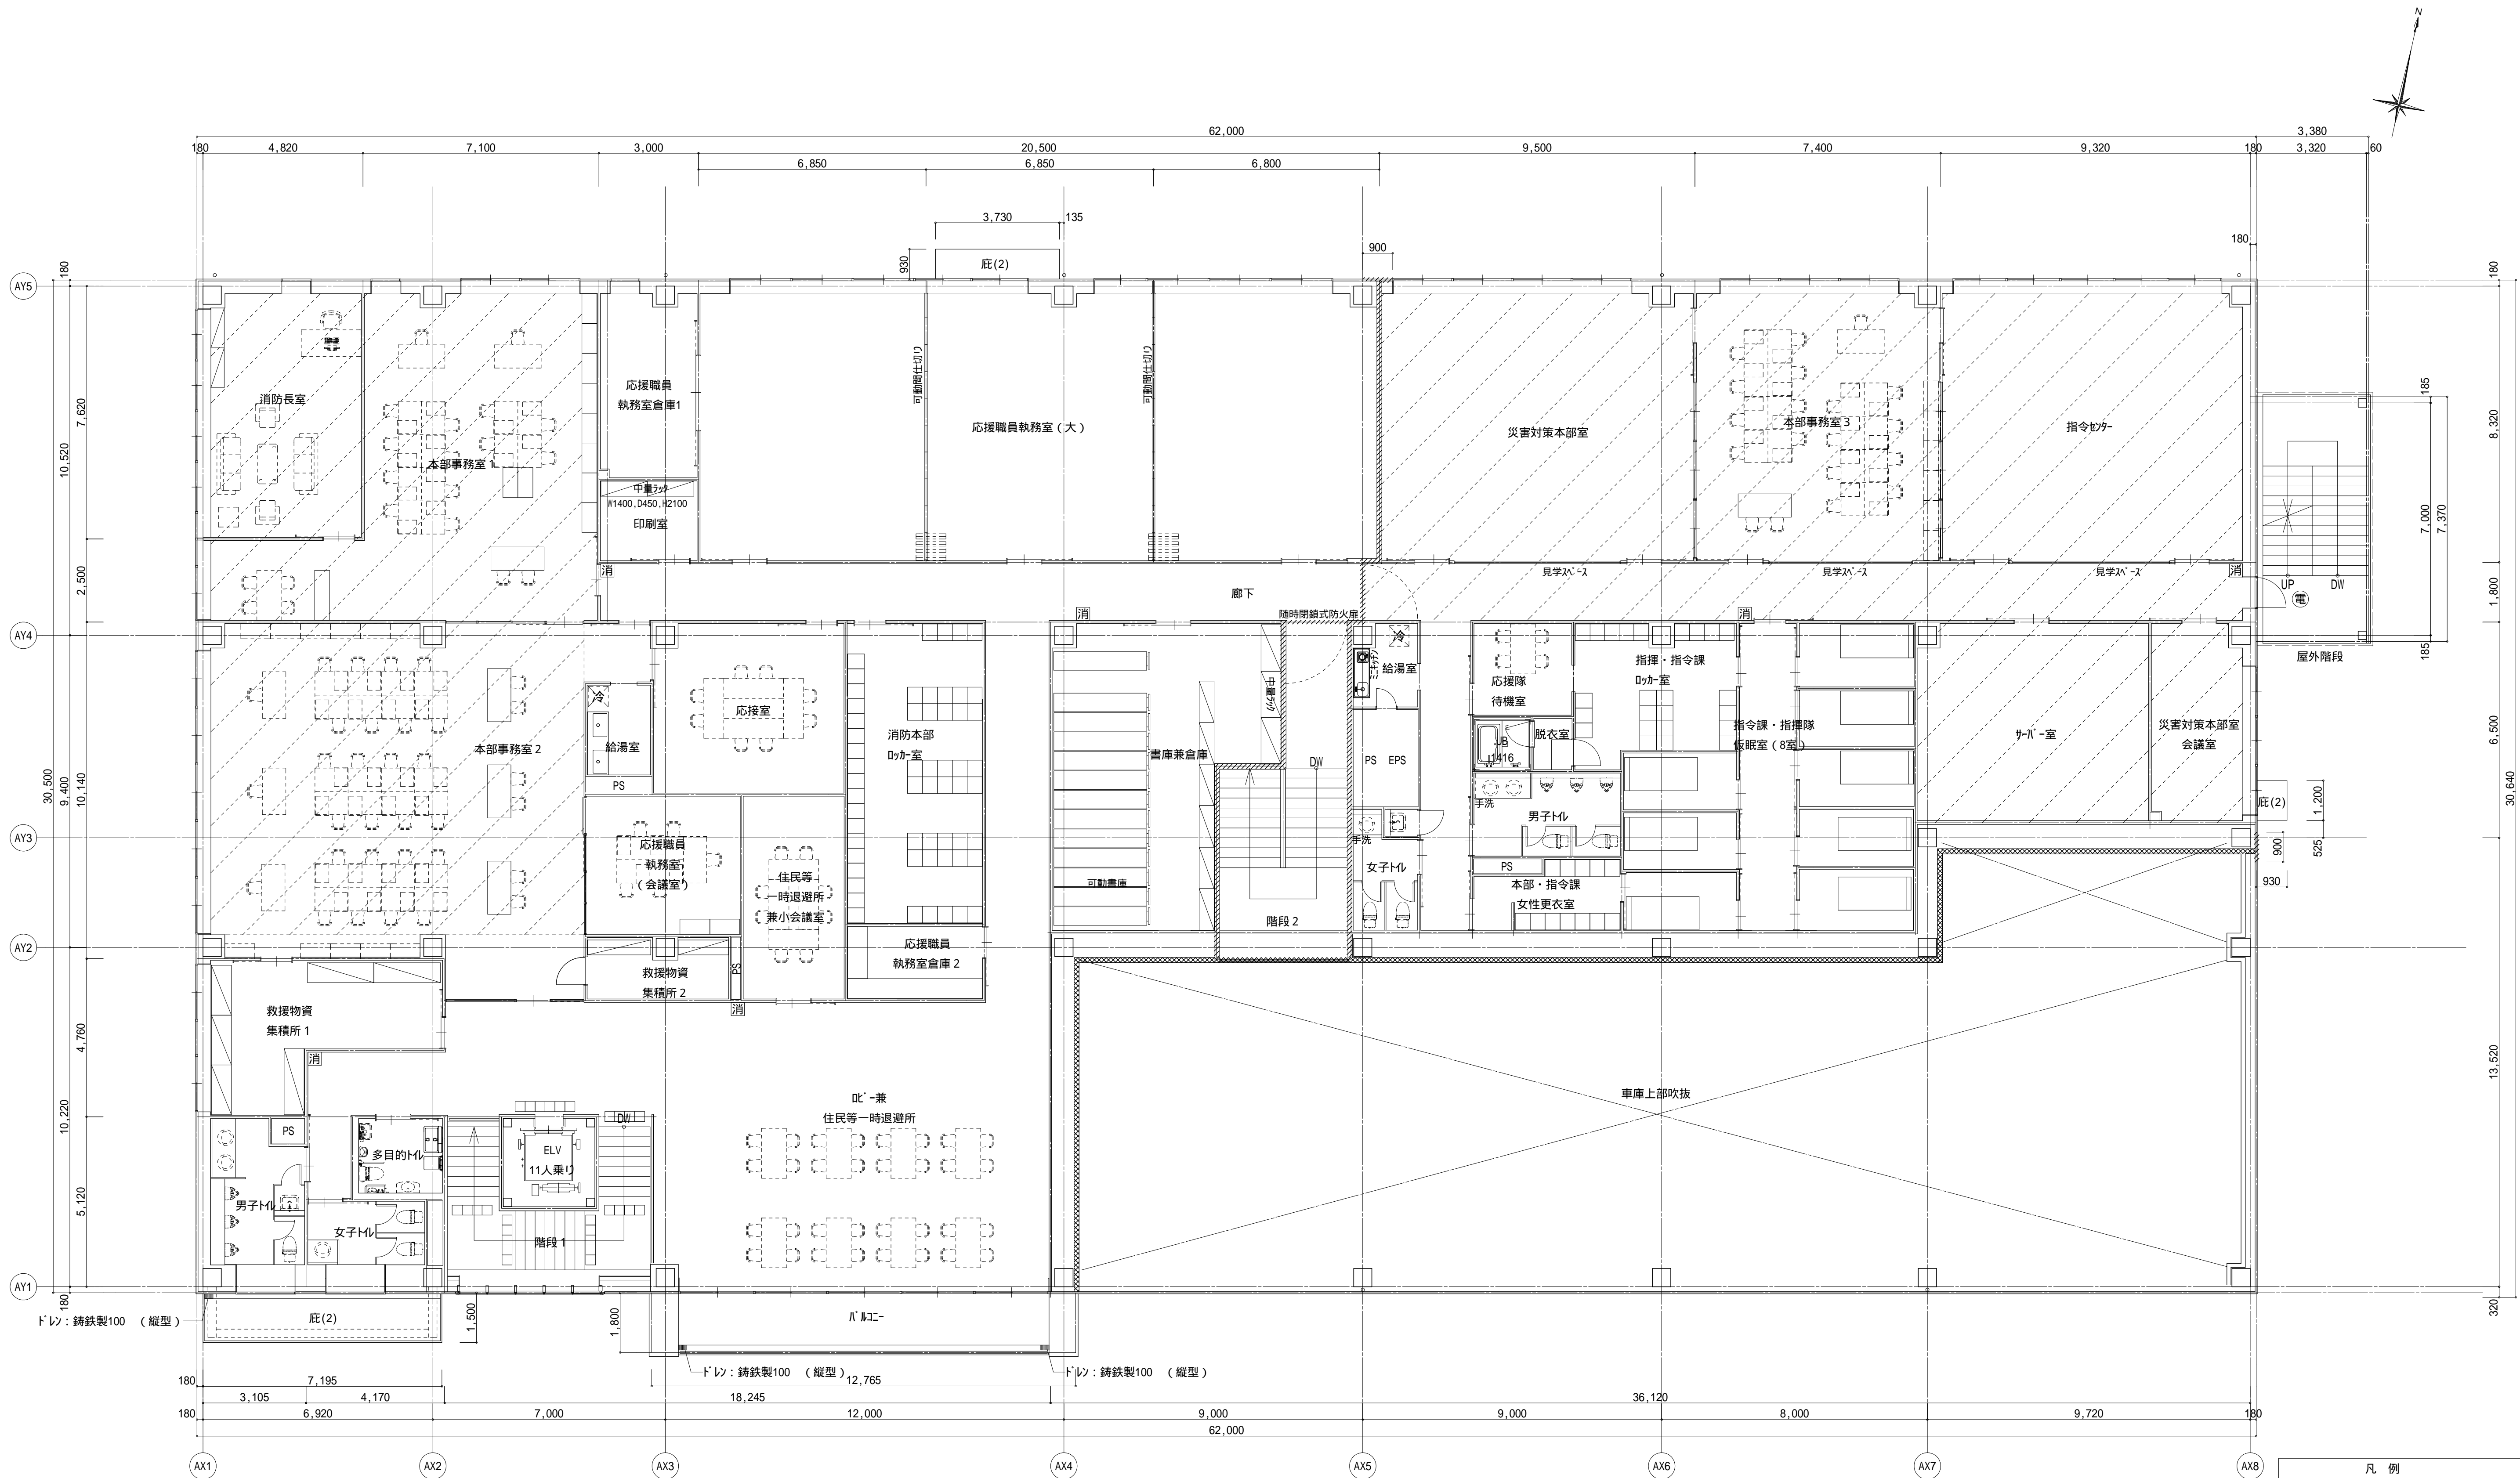 N
62,000
3,380
180
4,820
7,100
3,000
20,500
9,500
7,400
9,320
180
3,320
60
6,850
6,850
6,800
3,730
135
930
庇(2)
900
180
AY5
180
180
消防長室
本部事務室１
応援職員
執務室倉庫1
中量ﾗｯｸ
W1400,D450,H2100
印刷室
可動間仕切り
応援職員執務室（大）
可動間仕切り
災害対策本部室
本部事務室３
指令ｾﾝﾀｰ
7,620
10,520
2,500
185
8,320
7,000
7,370
1,800
185
消
廊下
見学ｽﾍﾟｰｽ
見学ｽﾍﾟｰｽ
見学ｽﾍﾟｰｽ
消
UP
DW
電
屋外階段
消
随時閉鎖式防火扉
消
AY4
冷
給湯室
PS
本部事務室２
応接室
消防本部
ﾛｯｶｰ室
書庫兼倉庫
中量ﾗｯｸ
可動書庫
DW
階段２
冷
ﾐﾆｷｯﾁﾝ
給湯室
PS
EPS
応援隊
待機室
指揮・指令課
ﾛｯｶｰ室
UB
1416
脱衣室
指令課・指揮隊
仮眠室（8室）
ｻｰﾊﾞｰ室
災害対策本部室
会議室
6,500
30,500
9,400
10,140
30,640
手洗
男子ﾄｲﾚ
手洗
女子ﾄｲﾚ
PS
本部・指令課
女性更衣室
庇(2)
1,200
525
900
930
AY3
応援職員
執務室
（会議室）
住民等
一時退避所
兼小会議室
応援職員
執務室倉庫２
AY2
救援物資
集積所２
PS
消
救援物資
集積所１
消
4,760
10,220
5,120
13,520
ﾛﾋﾞｰ兼
住民等一時退避所
車庫上部吹抜
PS
多目的ﾄｲﾚ
男子ﾄｲﾚ
女子ﾄｲﾚ
ELV
11人乗り
DW
階段１
AY1
180
320
ﾄﾞﾚﾝ：鋳鉄製100　（縦型）
庇(2)
1,500
1,800
ﾊﾞﾙｺﾆｰ
ﾄﾞﾚﾝ：鋳鉄製100　（縦型）
ﾄﾞﾚﾝ：鋳鉄製100　（縦型）
180
7,195
12,765
3,105
4,170
18,245
36,120
180
6,920
7,000
12,000
9,000
9,000
8,000
9,720
180
62,000
AX1
AX2
AX3
AX4
AX5
AX6
AX7
AX8
凡　例